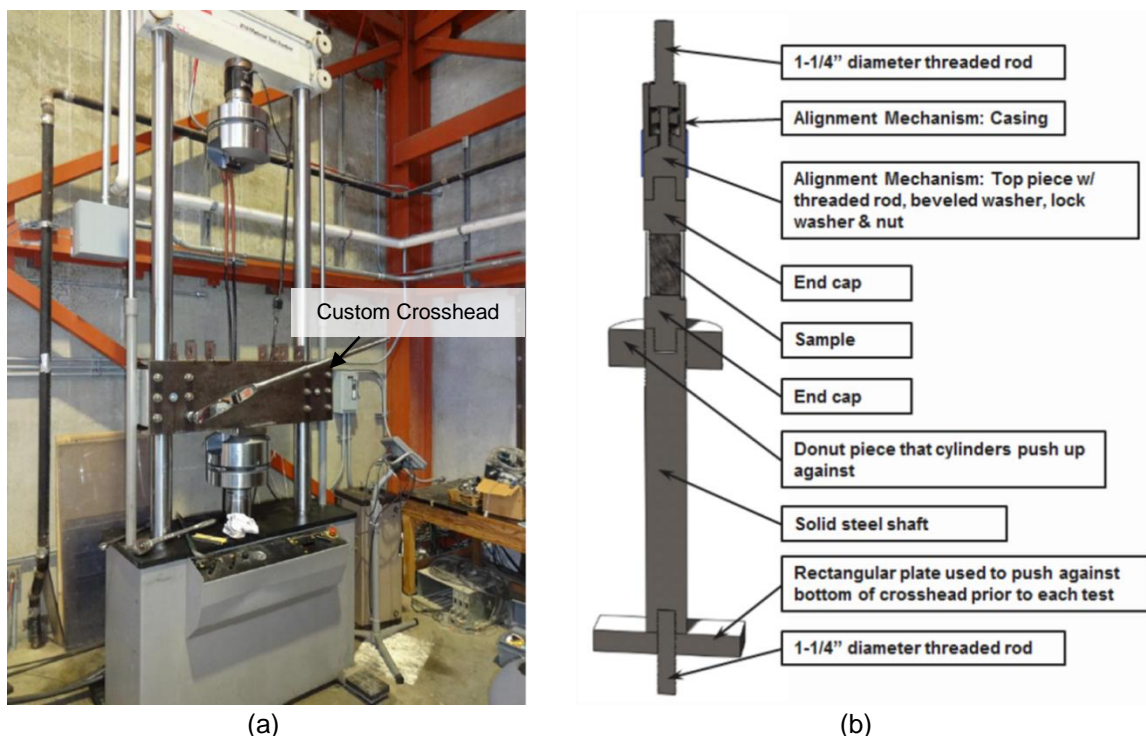 Custom Crosshead
1-1/4” diameter threaded rod
Alignment Mechanism: Casing
Alignment Mechanism: Top piece w/
threaded rod, beveled washer, lock
washer & nut
End cap
Sample
End cap
Donut piece that cylinders push up
against
Solid steel shaft
Rectangular plate used to push against
bottom of crosshead prior to each test
1-1/4” diameter threaded rod
(a)
(b)